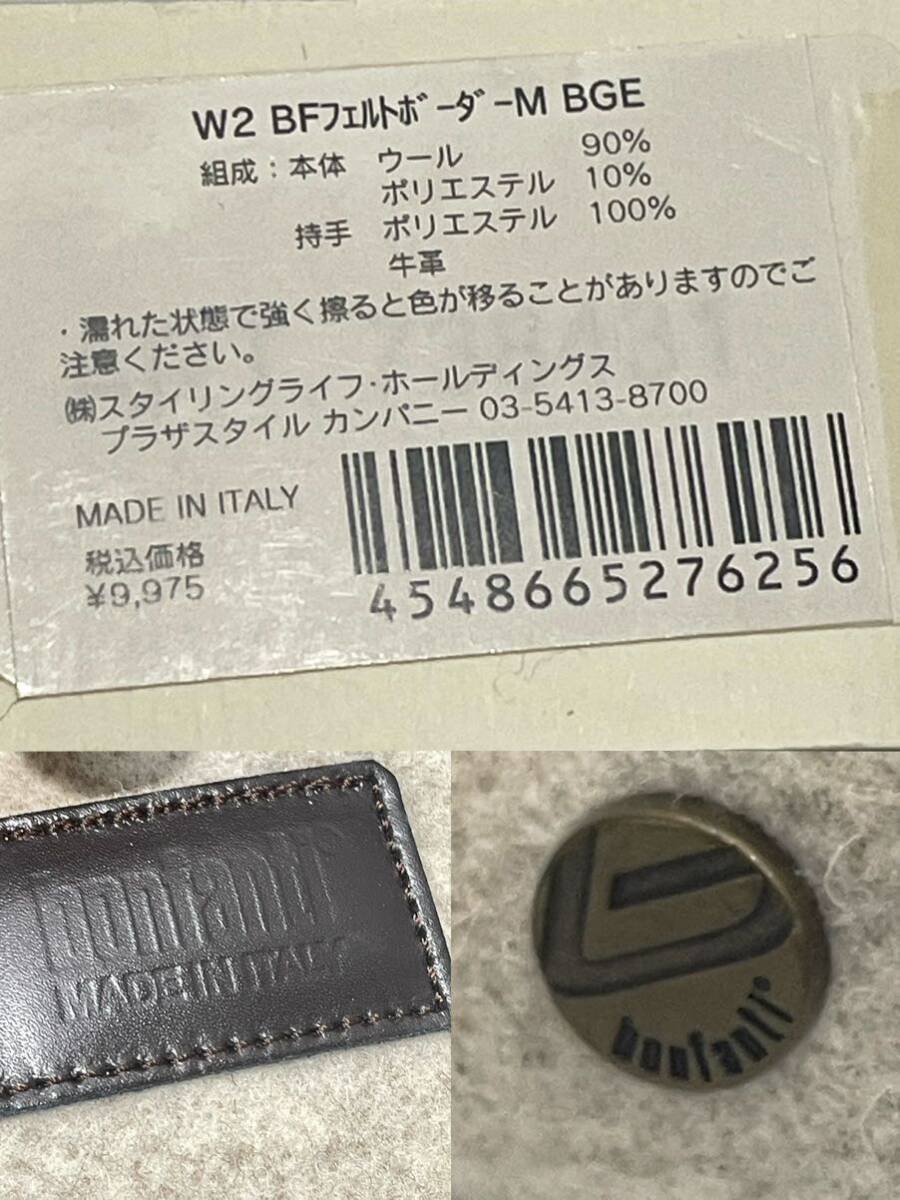 W2 BFフェルトボーダーM BGE
組成：本体 ウール 90%
ポリエステル 10%
持手 ポリエステル 100%
牛革
・濡れた状態で強く擦ると色が移ることがありますのでご
注意ください。
㈱スタイリングライフ・ホールディングス
プラザスタイル カンパニー 03-5413-8700
MADE IN ITALY
税込価格
¥9,975
4548665276256
bonfanti
MADE IN ITALY
bonfanti